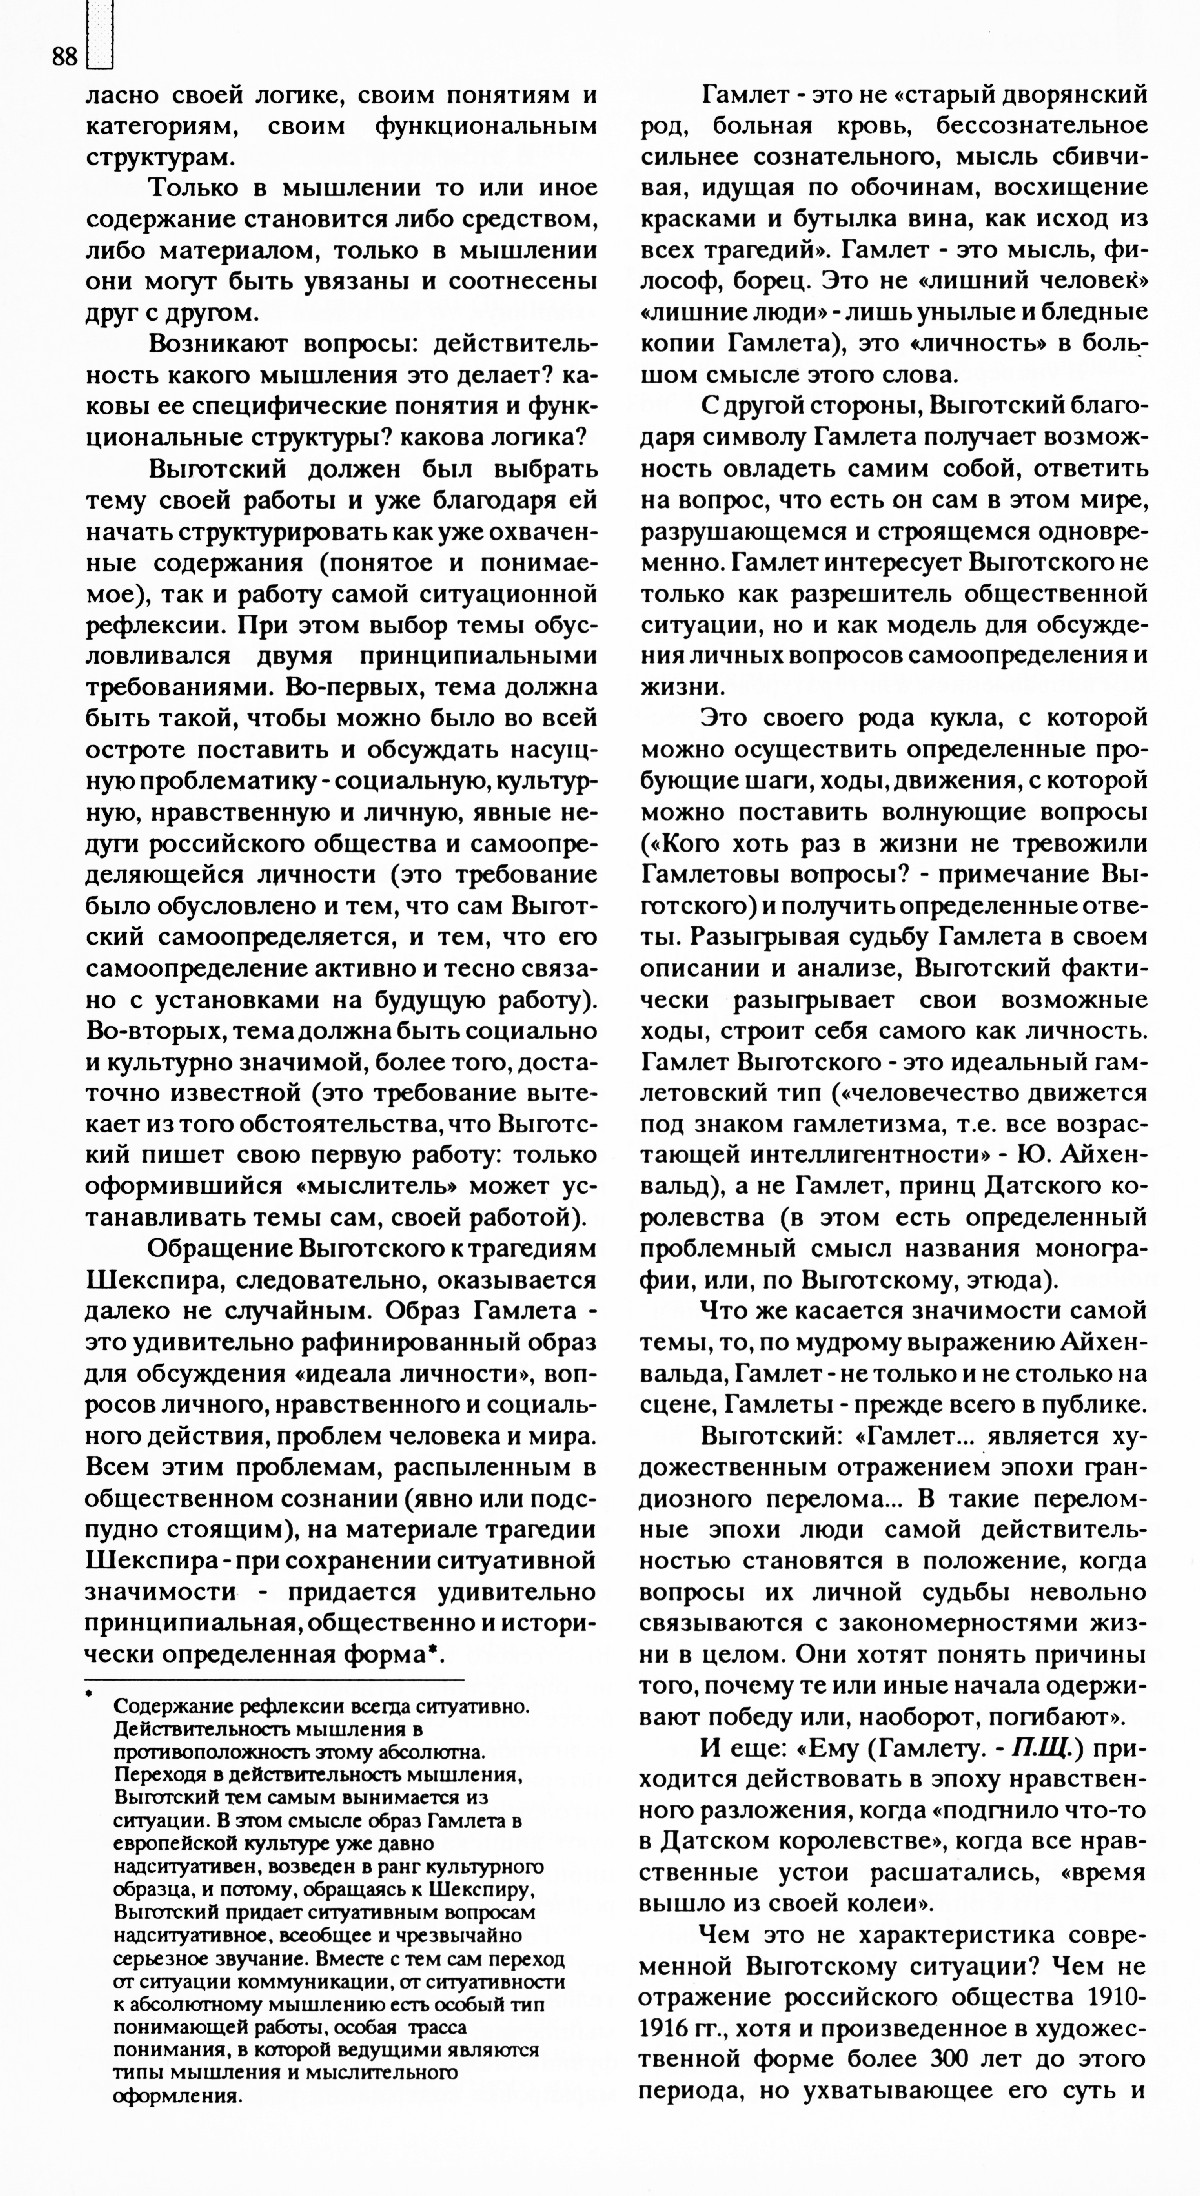 88
ласно своей логике, своим понятиям и
категориям, своим функциональным
структурам.
Только в мышлении то или иное
содержание становится либо средством,
либо материалом, только в мышлении
они могут быть увязаны и соотнесены
друг с другом.
Возникают вопросы: действитель-
ность какого мышления это делает? ка-
ковы ее специфические понятия и функ-
циональные структуры? какова логика?
Выготский должен был выбрать
тему своей работы и уже благодаря ей
начать структурировать как уже охвачен-
ные содержания (понятое и понимае-
мое), так и работу самой ситуационной
рефлексии. При этом выбор темы обус-
ловливался двумя принципиальными
требованиями. Во-первых, тема должна
быть такой, чтобы можно было во всей
остроте поставить и обсуждать насущ-
ную проблематику - социальную, культур-
ную, нравственную и личную, явные не-
дуги российского общества и самоопре-
деляющейся личности (это требование
было обусловлено и тем, что сам Выгот-
ский самоопределяется, и тем, что его
самоопределение активно и тесно связа-
но с установками на будущую работу).
Во-вторых, тема должна быть социально
и культурно значимой, более того, доста-
точно известной (это требование выте-
кает из того обстоятельства, что Выготс-
кий пишет свою первую работу: только
оформившийся «мыслитель» может ус-
танавливать темы сам, своей работой).
Обращение Выготского к трагедиям
Шекспира, следовательно, оказывается
далеко не случайным. Образ Гамлета -
это удивительно рафинированный образ
для обсуждения «идеала личности», воп-
росов личного, нравственного и социаль-
ного действия, проблем человека и мира.
Всем этим проблемам, распыленным в
общественном сознании (явно или подс-
пудно стоящим), на материале трагедии
Шекспира - при сохранении ситуативной
значимости - придается удивительно
принципиальная, общественно и истори-
чески определенная форма*.
* Содержание рефлексии всегда ситуативно.
Действительность мышления в
противоположность этому абсолютна.
Переходя в действительность мышления,
Выготский тем самым вынимается из
ситуации. В этом смысле образ Гамлета в
европейской культуре уже давно
надситуативен, возведен в ранг культурного
образца, и потому, обращаясь к Шекспиру,
Выготский придает ситуативным вопросам
надситуативное, всеобщее и чрезвычайно
серьезное звучание. Вместе с тем сам переход
от ситуации коммуникации, от ситуативности
к абсолютному мышлению есть особый тип
понимающей работы, особая трасса
понимания, в которой ведущими являются
типы мышления и мыслительного
оформления.
Гамлет - это не «старый дворянский
род, больная кровь, бессознательное
сильнее сознательного, мысль сбивчи-
вая, идущая по обочинам, восхищение
красками и бутылка вина, как исход из
всех трагедий». Гамлет - это мысль, фи-
лософ, борец. Это не «лишний человек»
«лишние люди» - лишь унылые и бледные
копии Гамлета), это «личность» в боль-
шом смысле этого слова.
С другой стороны, Выготский благо-
даря символу Гамлета получает возмож-
ность овладеть самим собой, ответить
на вопрос, что есть он сам в этом мире,
разрушающемся и строящемся одновре-
менно. Гамлет интересует Выготского не
только как разрешитель общественной
ситуации, но и как модель для обсужде-
ния личных вопросов самоопределения и
жизни.
Это своего рода кукла, с которой
можно осуществить определенные про-
бующие шаги, ходы, движения, с которой
можно поставить волнующие вопросы
(«Кого хоть раз в жизни не тревожили
Гамлетовы вопросы? - примечание Вы-
готского) и получить определенные отве-
ты. Разыгрывая судьбу Гамлета в своем
описании и анализе, Выготский факти-
чески разыгрывает свои возможные
ходы, строит себя самого как личность.
Гамлет Выготского - это идеальный гам-
летовский тип («человечество движется
под знаком гамлетизма, т.е. все возрас-
тающей интеллигентности» - Ю. Айхен-
вальд), а не Гамлет, принц Датского ко-
ролевства (в этом есть определенный
проблемный смысл названия моногра-
фии, или, по Выготскому, этюда).
Что же касается значимости самой
темы, то, по мудрому выражению Айхен-
вальда, Гамлет - не только и не столько на
сцене, Гамлеты - прежде всего в публике.
Выготский: «Гамлет... является ху-
дожественным отражением эпохи гран-
диозного перелома... В такие перелом-
ные эпохи люди самой действитель-
ностью становятся в положение, когда
вопросы их личной судьбы невольно
связываются с закономерностями жиз-
ни в целом. Они хотят понять причины
того, почему те или иные начала одержи-
вают победу или, наоборот, погибают».
И еще: «Ему (Гамлету. - П.Щ.) при-
ходится действовать в эпоху нравствен-
ного разложения, когда «подгнило что-то
в Датском королевстве», когда все нрав-
ственные устои расшатались, «время
вышло из своей колеи».
Чем это не характеристика совре-
менной Выготскому ситуации? Чем не
отражение российского общества 1910-
1916 гг., хотя и произведенное в художес-
твенной форме более 300 лет до этого
периода, но ухватывающее его суть и